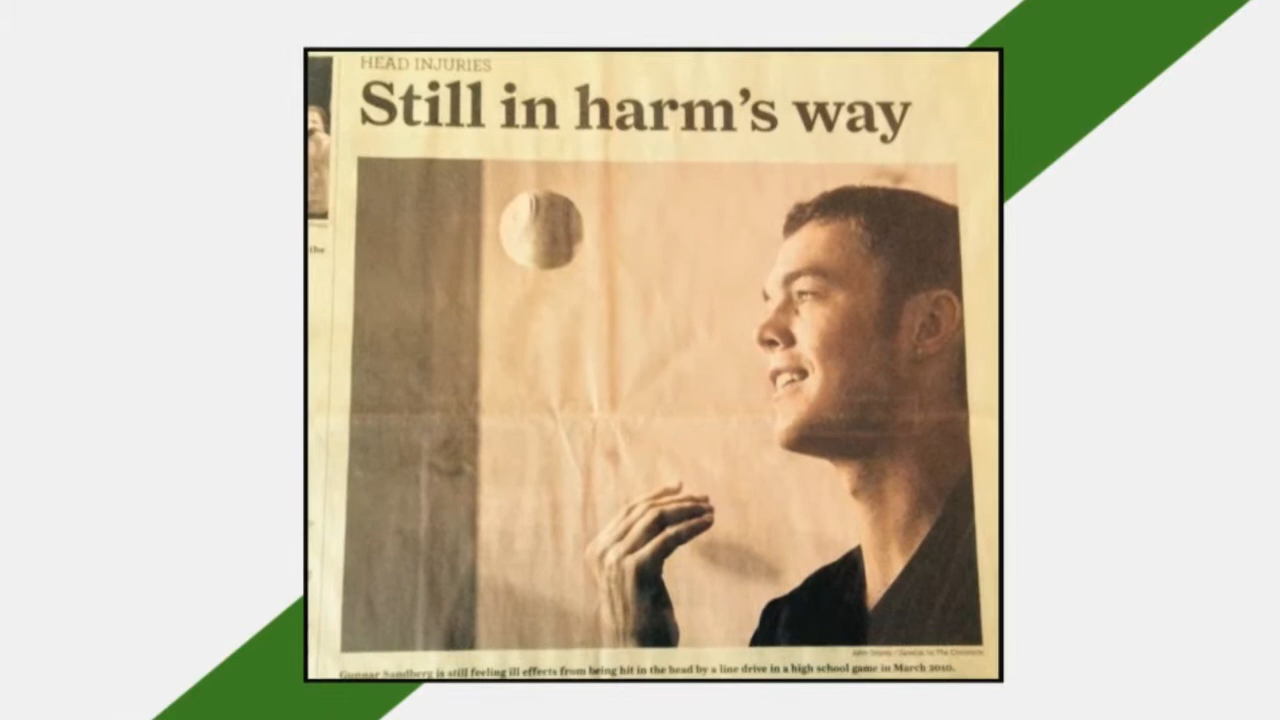 HEAD INJURIES
Still in harm's way
the
Gunnar Sandberg is still feeling ill effects from being hit in the head by a line drive in a high school game in March 2010.